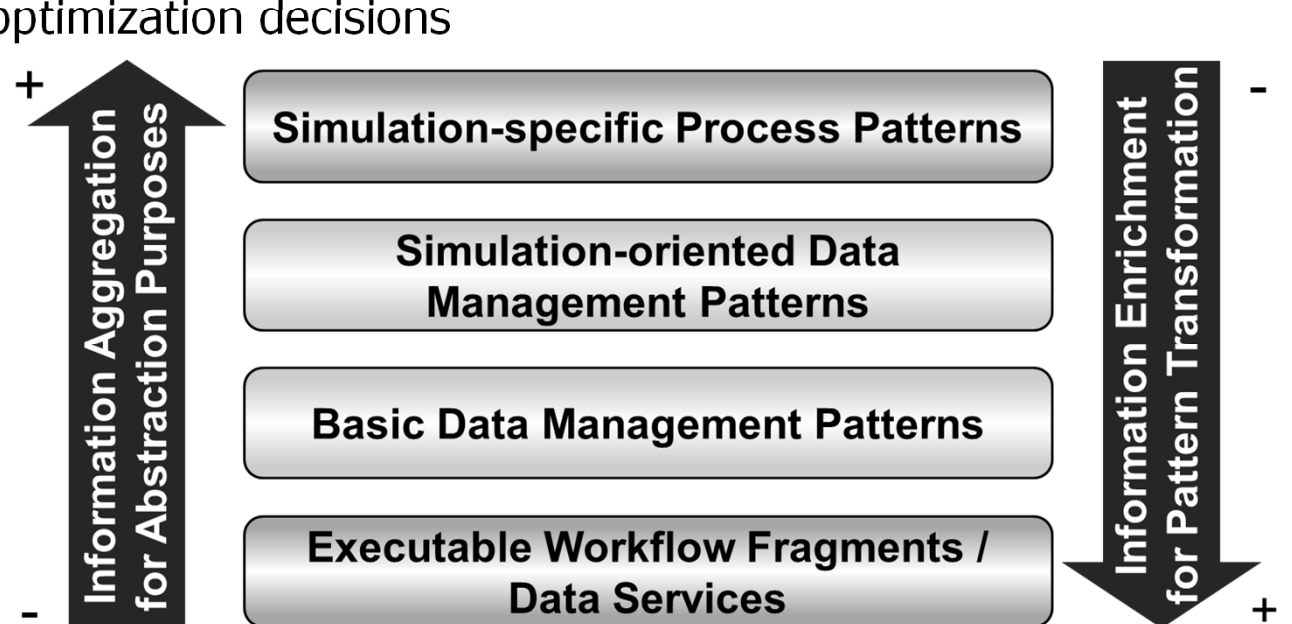 optimization decisions
+
-
Simulation-specific Process Patterns
Simulation-oriented Data
Management Patterns
Basic Data Management Patterns
Executable Workflow Fragments /
Data Services
Information Aggregation
for Abstraction Purposes
Information Enrichment
for Pattern Transformation
-
+